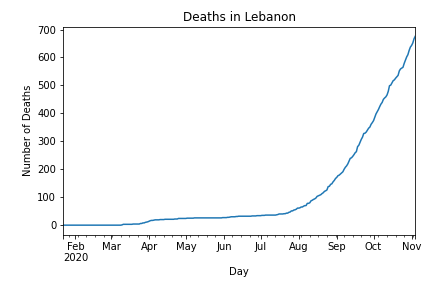 Deaths in Lebanon
700
600
500
400
300
200
100
0
Number of Deaths
Feb Mar Apr May Jun Jul Aug Sep Oct Nov
2020
Day